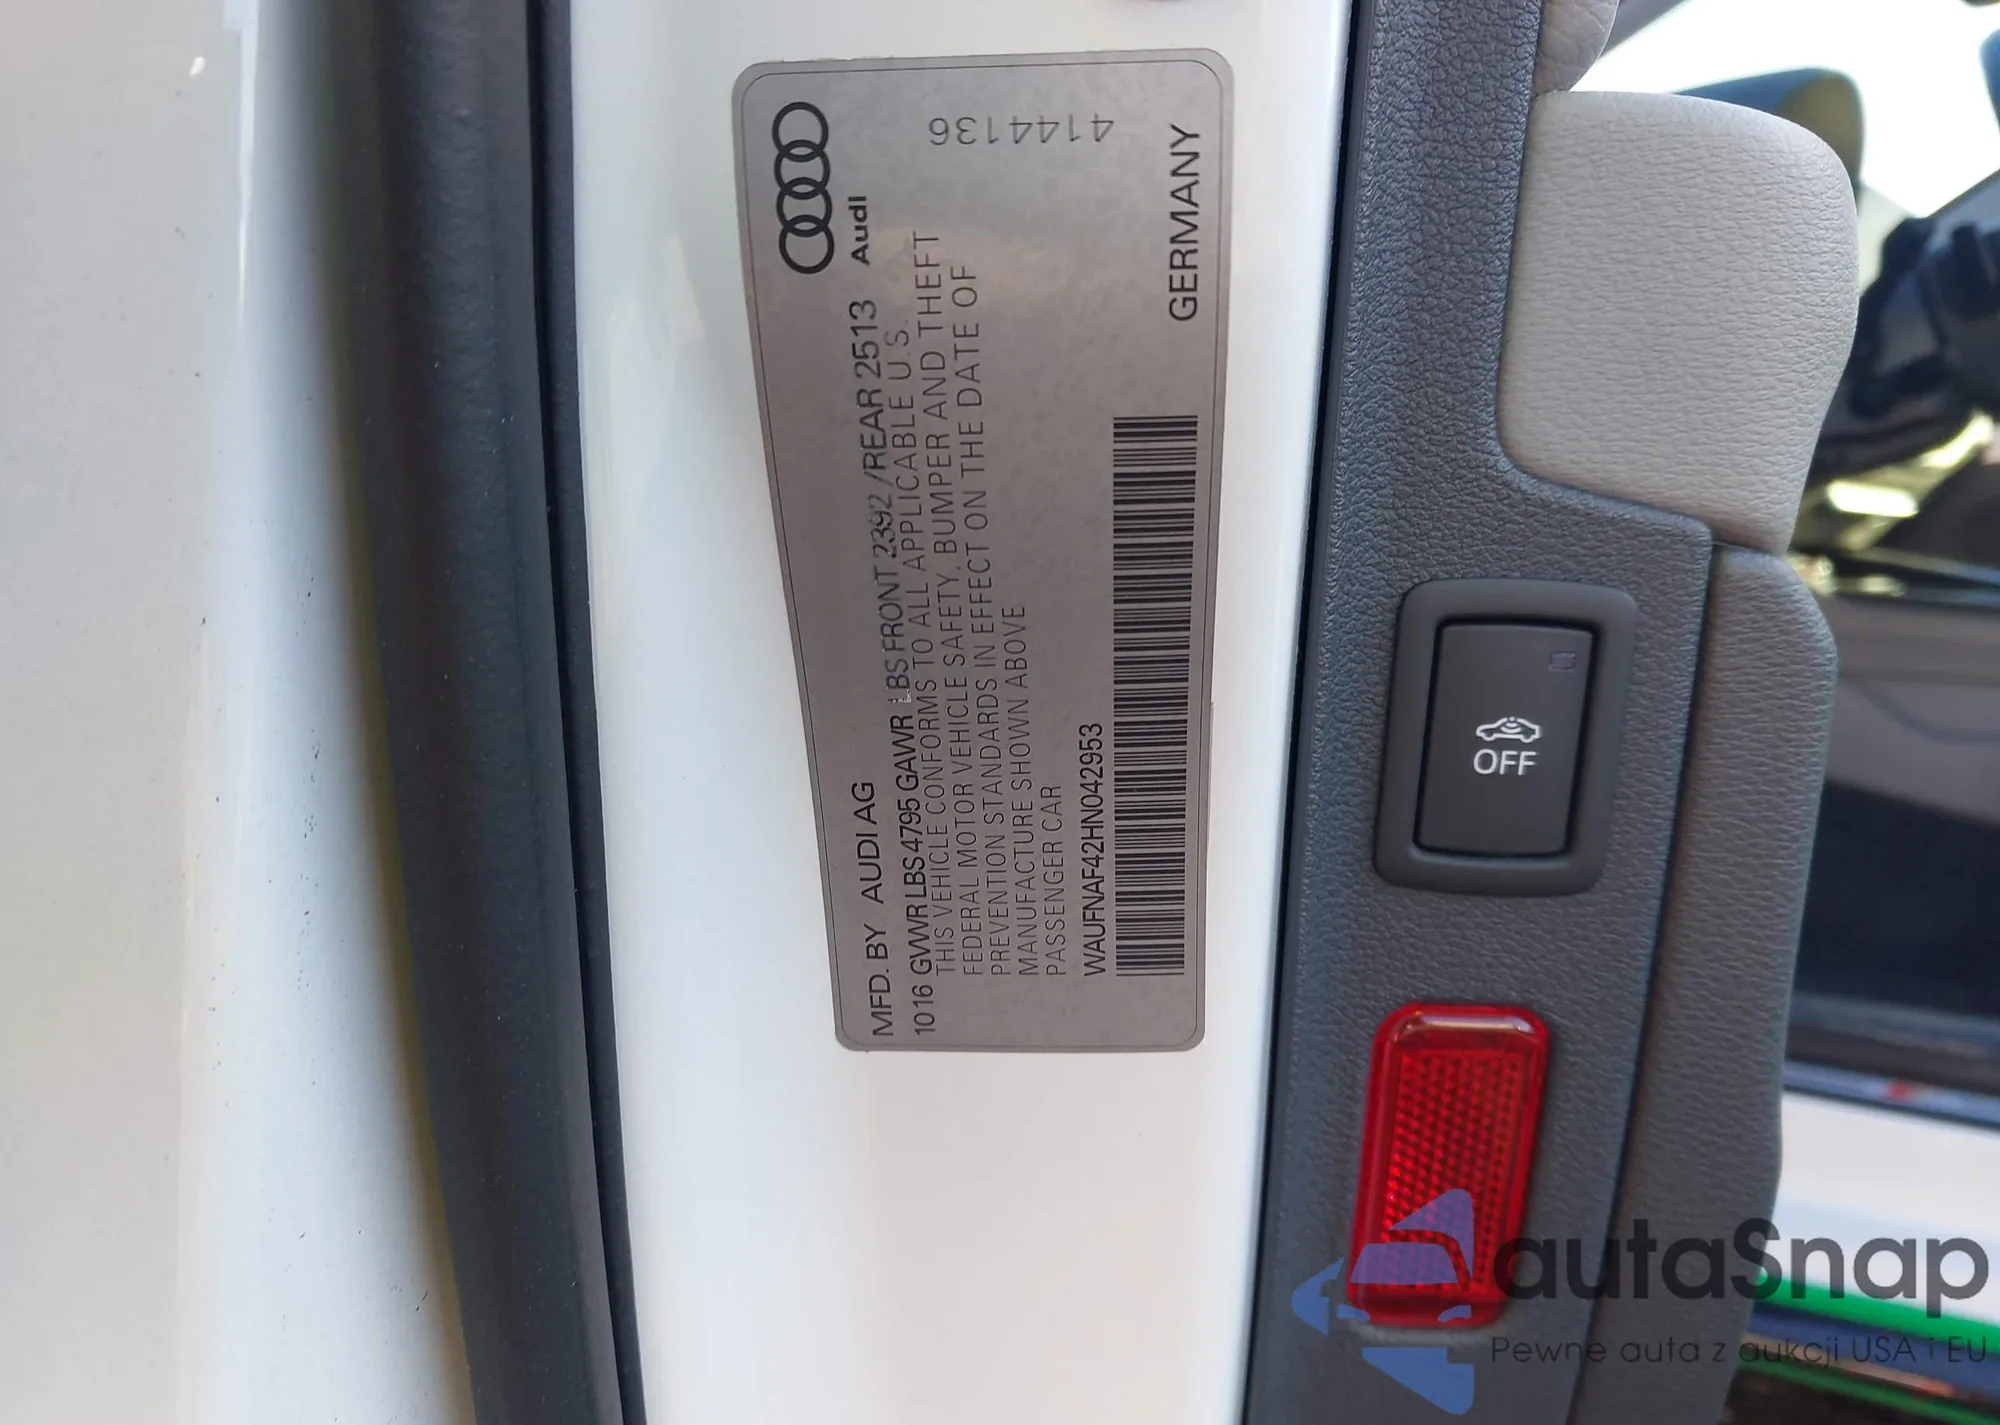 MFD. BY AUDI AG
10 16 GVWR LBS 4795 GAWR LBS FRONT 2392 / REAR 2513
Audi
THIS VEHICLE CONFORMS TO ALL APPLICABLE U.S.
FEDERAL MOTOR VEHICLE SAFETY, BUMPER AND THEFT
PREVENTION STANDARDS IN EFFECT ON THE DATE OF
MANUFACTURE SHOWN ABOVE
PASSENGER CAR
4144136
WAUFNAF42HN042953
GERMANY
OFF
autaSnap
Pewne auta z aukcji USA i EU